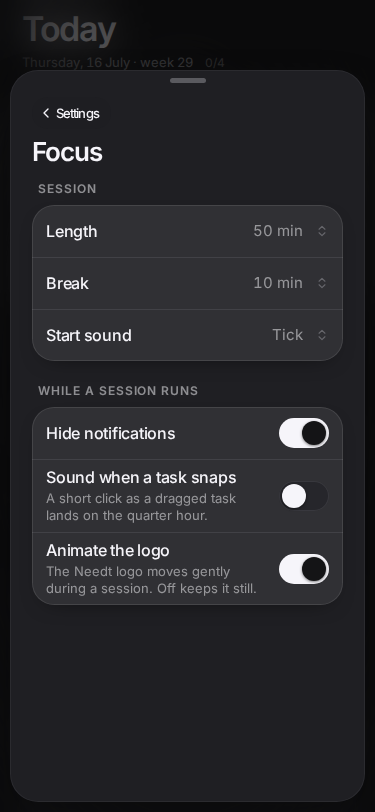 Today
Thursday, 16 July · week 29 0/4
Settings
Focus
SESSION
Length 50 min
Break 10 min
Start sound Tick
WHILE A SESSION RUNS
Hide notifications
Sound when a task snaps
A short click as a dragged task
lands on the quarter hour.
Animate the logo
The Needt logo moves gently
during a session. Off keeps it still.